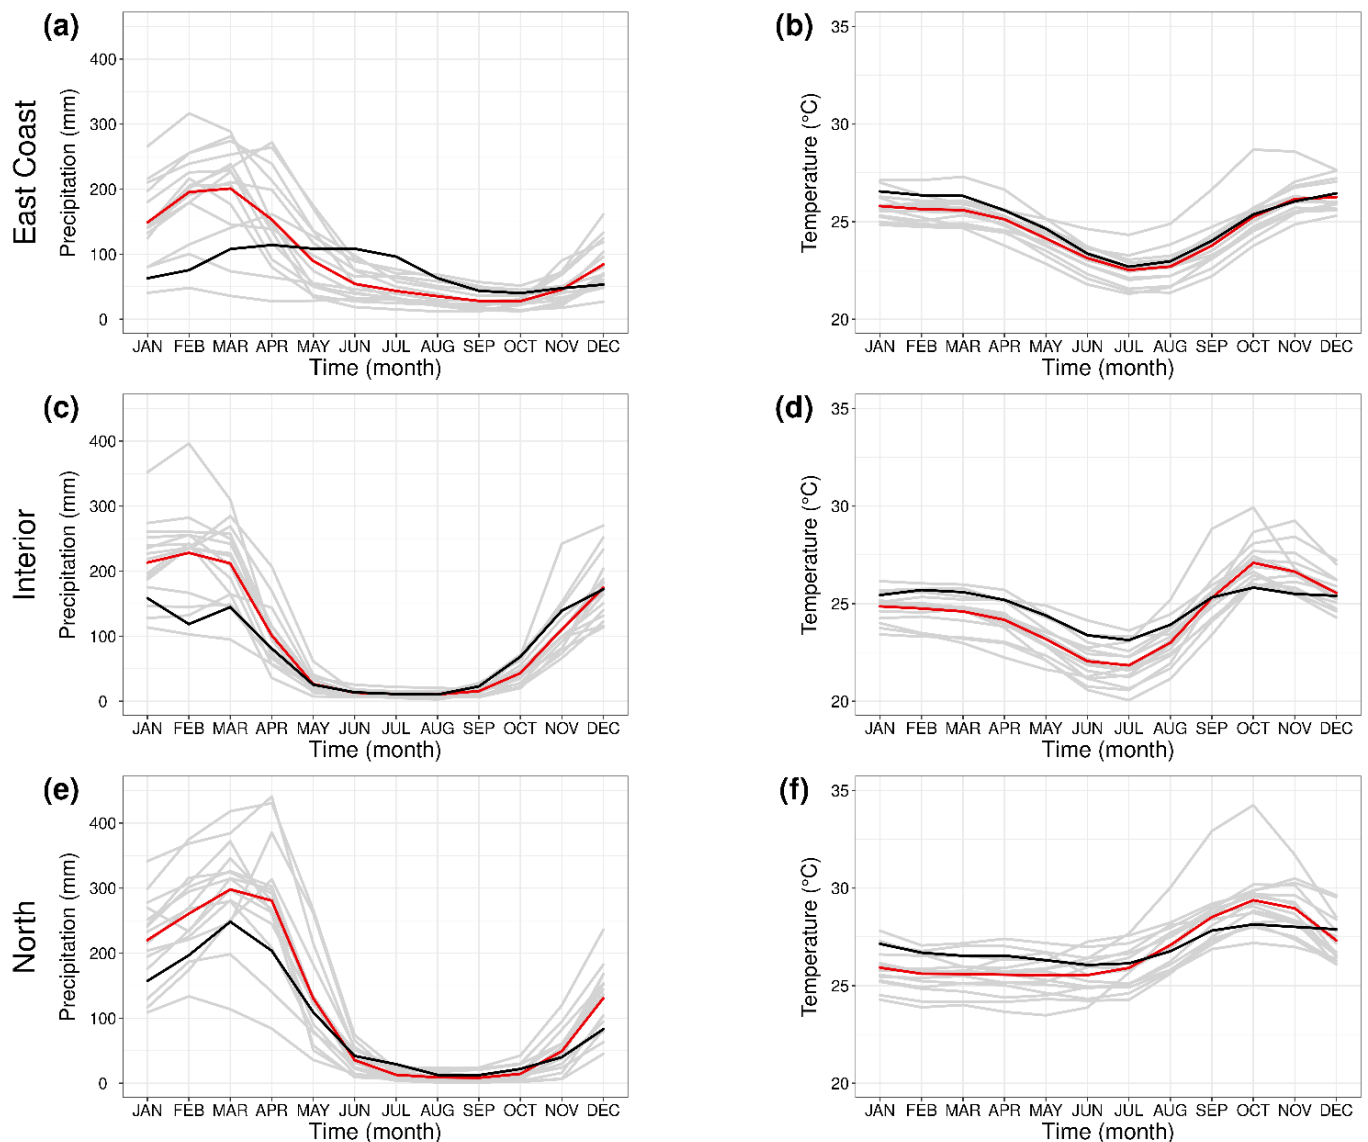 (a)
(b)
East Coast
Precipitation (mm)
400
300
200
100
0
JAN FEB MAR APR MAY JUN JUL AUG SEP OCT NOV DEC
Time (month)
Temperature (°C)
35
30
25
20
JAN FEB MAR APR MAY JUN JUL AUG SEP OCT NOV DEC
Time (month)
(c)
(d)
Interior
Precipitation (mm)
400
300
200
100
0
JAN FEB MAR APR MAY JUN JUL AUG SEP OCT NOV DEC
Time (month)
Temperature (°C)
35
30
25
20
JAN FEB MAR APR MAY JUN JUL AUG SEP OCT NOV DEC
Time (month)
(e)
(f)
North
Precipitation (mm)
400
300
200
100
0
JAN FEB MAR APR MAY JUN JUL AUG SEP OCT NOV DEC
Time (month)
Temperature (°C)
35
30
25
20
JAN FEB MAR APR MAY JUN JUL AUG SEP OCT NOV DEC
Time (month)